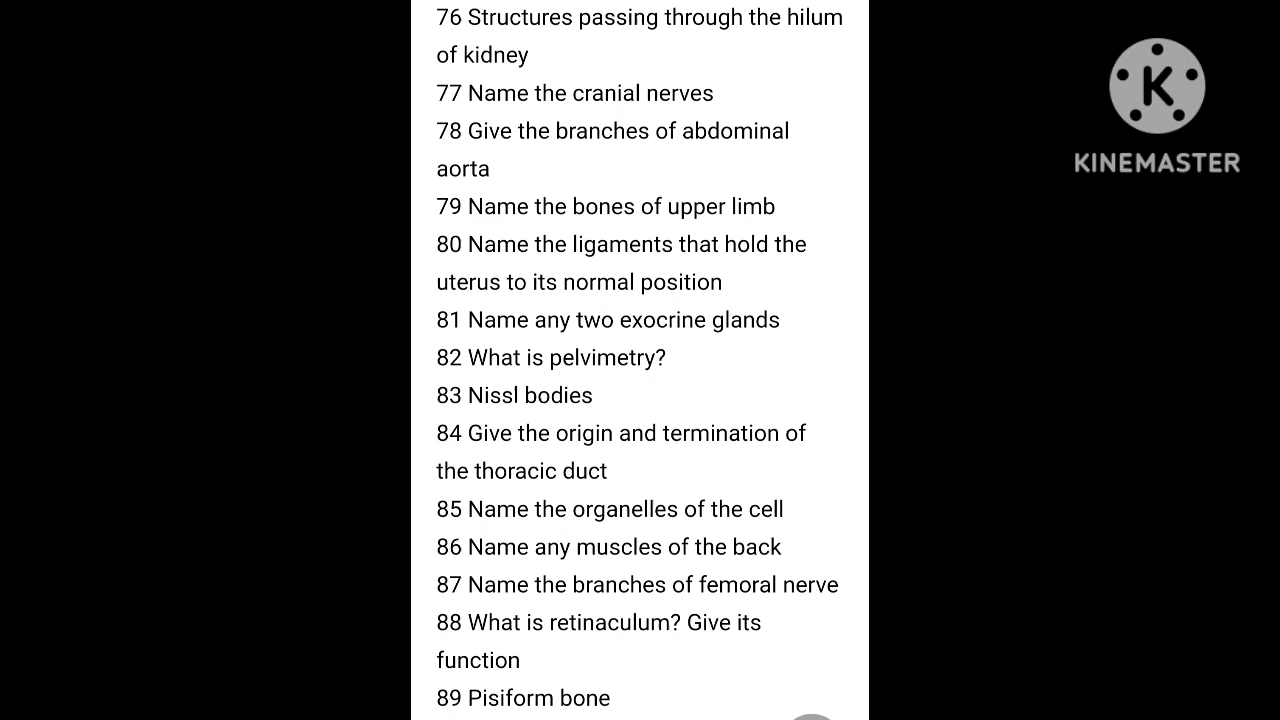 76 Structures passing through the hilum
of kidney
77 Name the cranial nerves
78 Give the branches of abdominal
aorta
79 Name the bones of upper limb
80 Name the ligaments that hold the
uterus to its normal position
81 Name any two exocrine glands
82 What is pelvimetry?
83 Nissl bodies
84 Give the origin and termination of
the thoracic duct
85 Name the organelles of the cell
86 Name any muscles of the back
87 Name the branches of femoral nerve
88 What is retinaculum? Give its
function
89 Pisiform bone
K
KINEMASTER